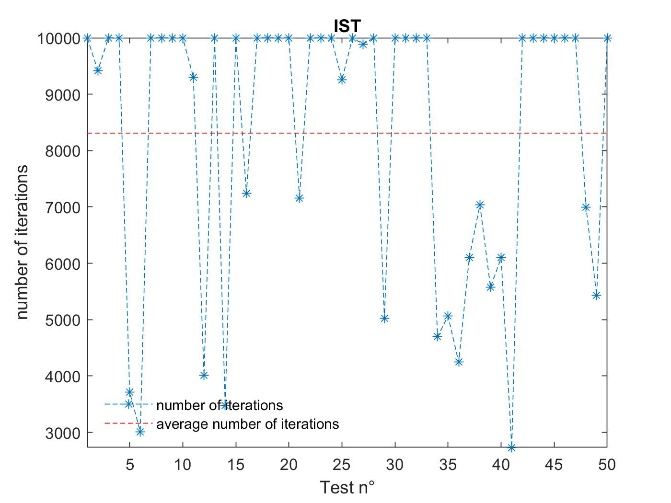 IST
number of iterations
10000
9000
8000
7000
6000
5000
4000
3000
number of iterations
average number of iterations
5 10 15 20 25 30 35 40 45 50
Test n°